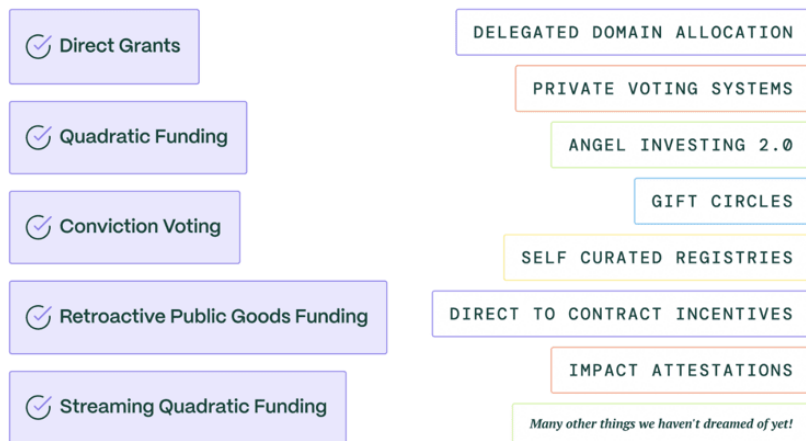 Direct Grants
Quadratic Funding
Conviction Voting
Retroactive Public Goods Funding
Streaming Quadratic Funding
DELEGATED DOMAIN ALLOCATION
PRIVATE VOTING SYSTEMS
ANGEL INVESTING 2.0
GIFT CIRCLES
SELF CURATED REGISTRIES
DIRECT TO CONTRACT INCENTIVES
IMPACT ATTESTATIONS
Many other things we haven't dreamed of yet!